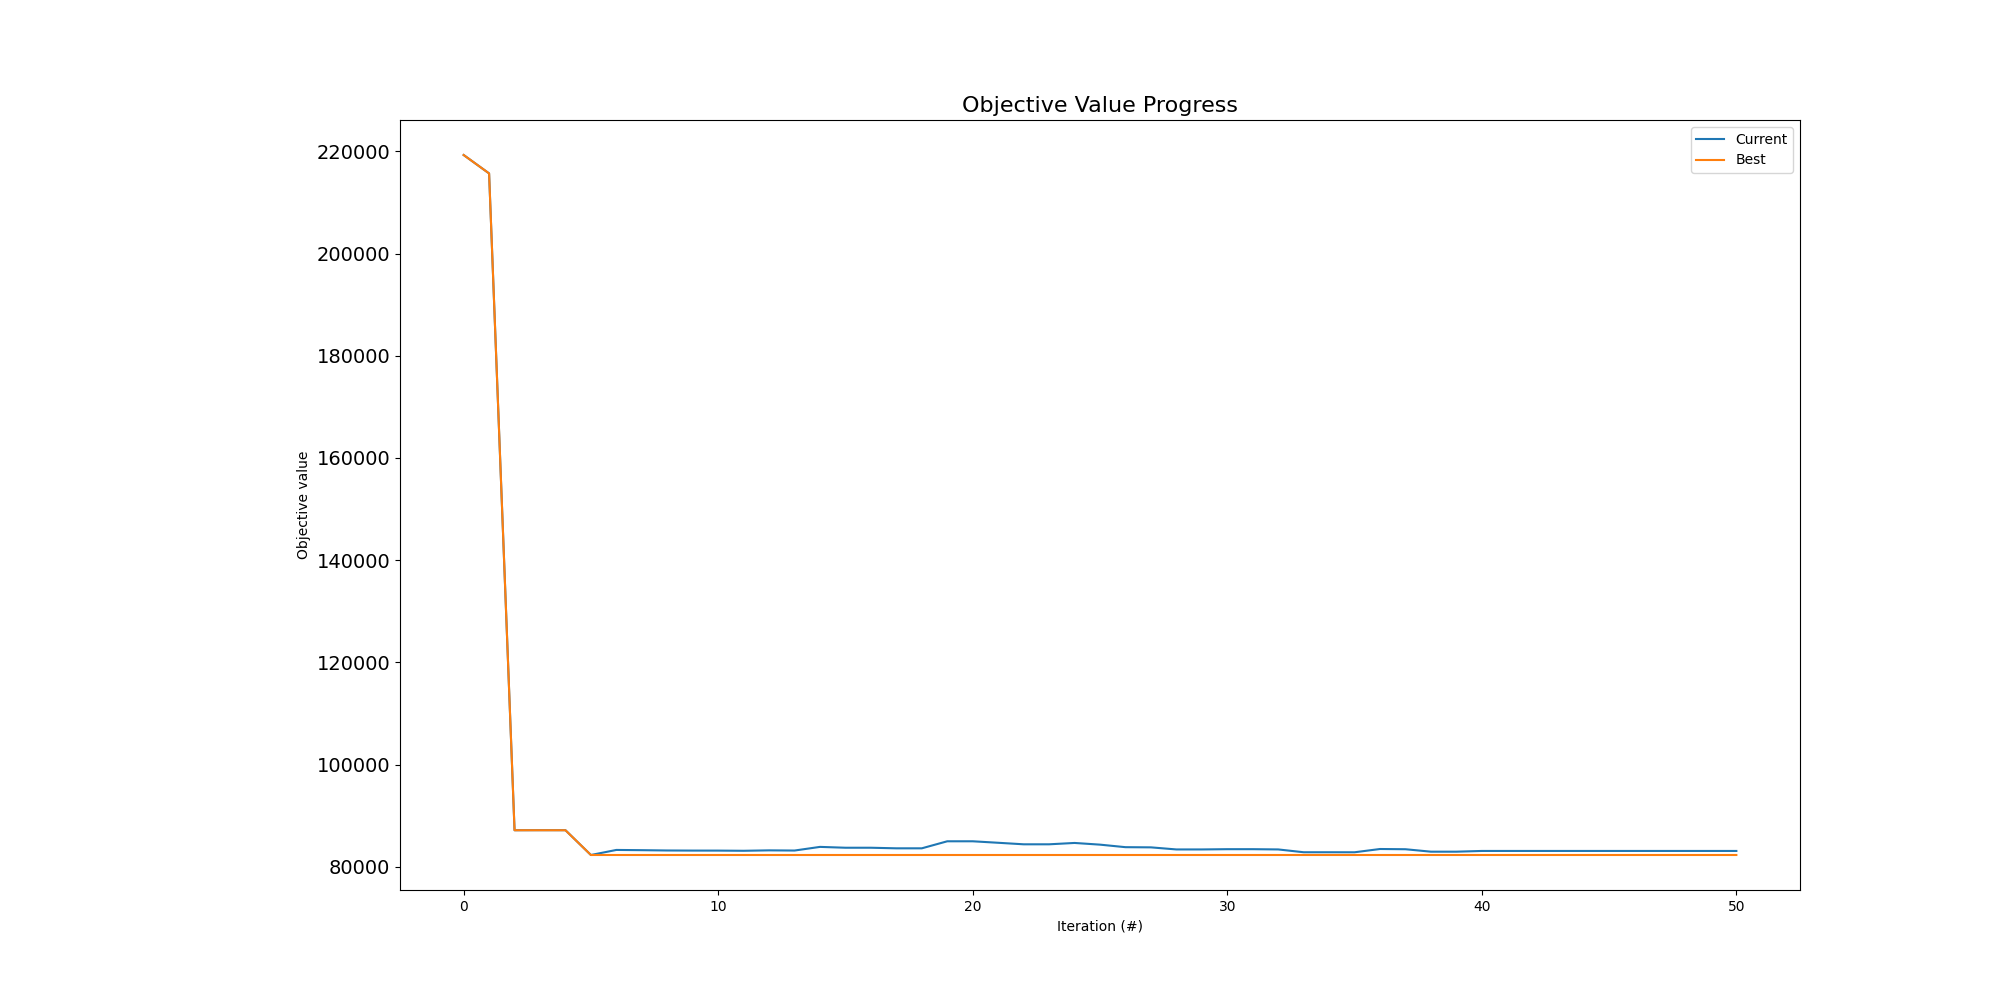 Objective Value Progress
Current
Best
Objective value
220000
200000
180000
160000
140000
120000
100000
80000
0 10 20 30 40 50
Iteration (#)